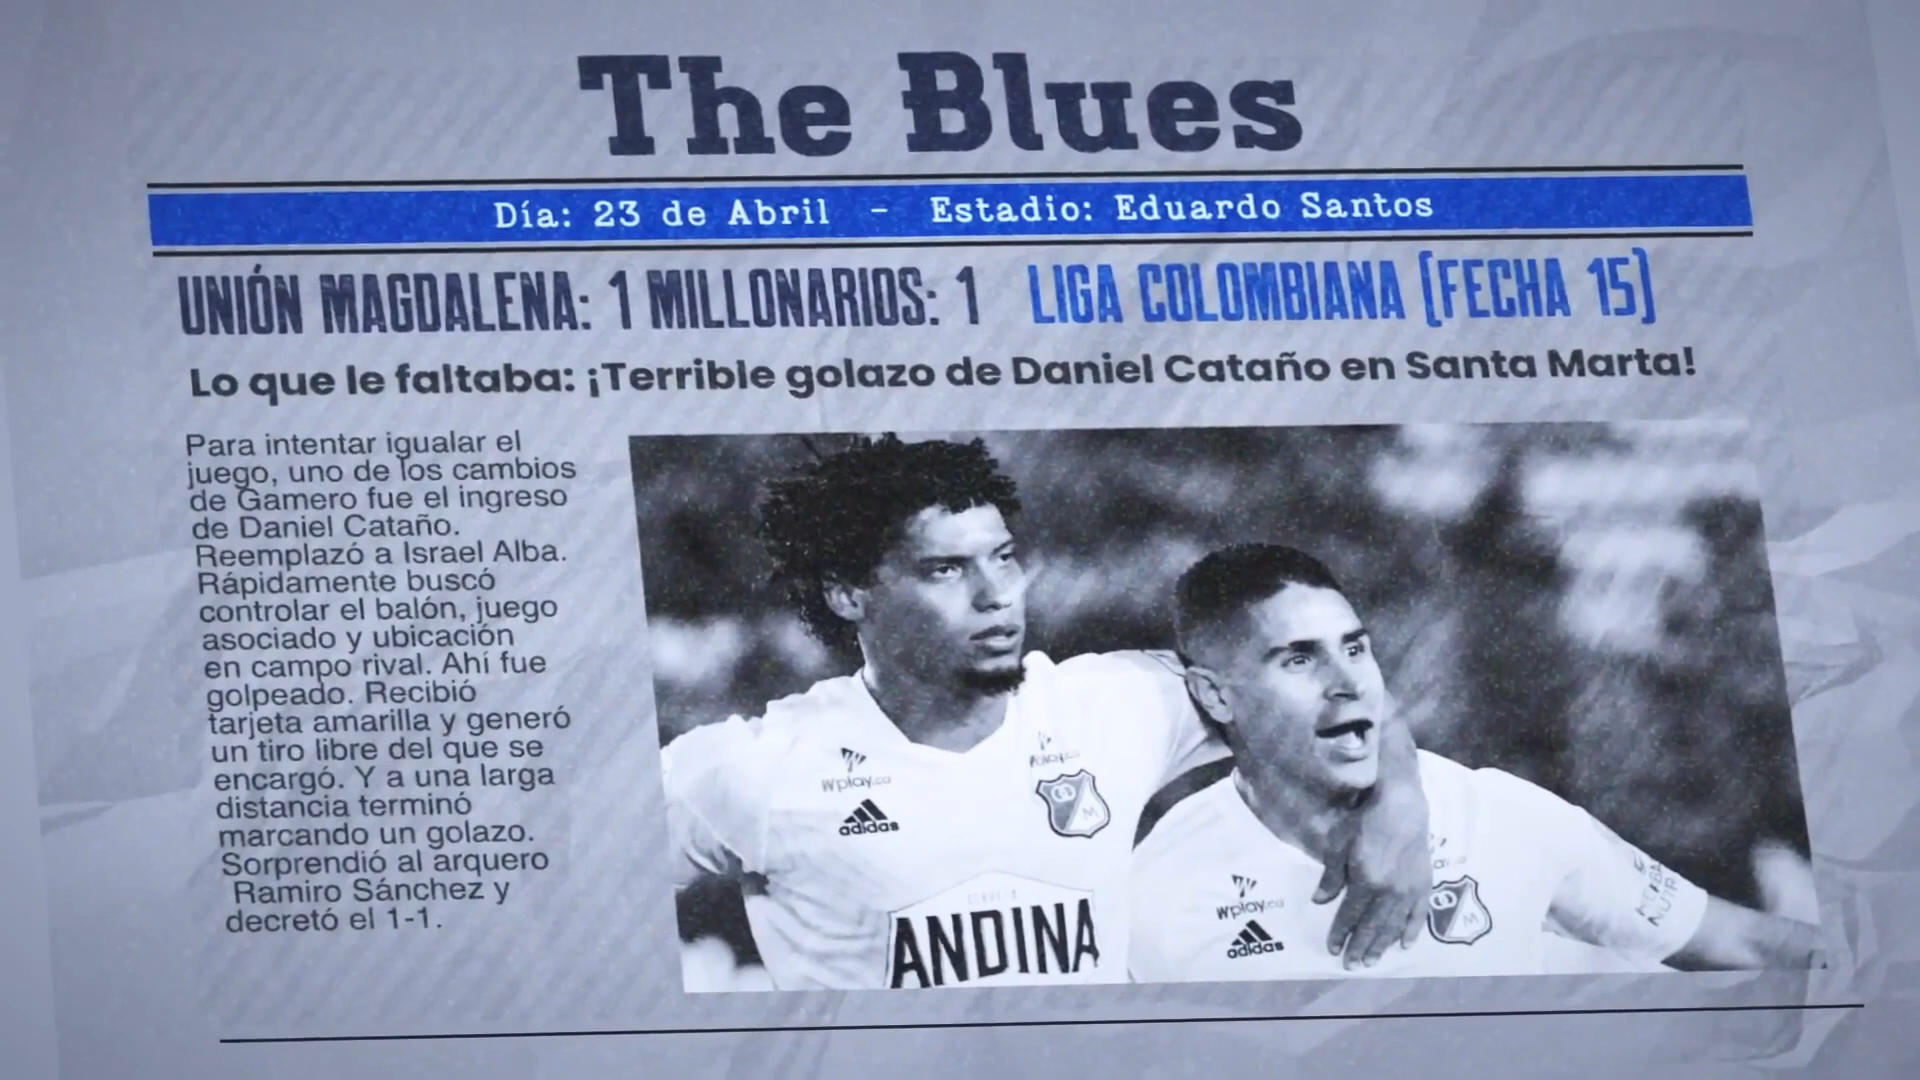 The Blues
Día: 23 de Abril - Estadio: Eduardo Santos
UNIÓN MAGDALENA: 1 MILLONARIOS: 1 LIGA COLOMBIANA (FECHA 15)
Lo que le faltaba: ¡Terrible golazo de Daniel Cataño en Santa Marta!
Para intentar igualar el
juego, uno de los cambios
de Gamero fue el ingreso
de Daniel Cataño.
Reemplazó a Israel Alba.
Rápidamente buscó
controlar el balón, juego
asociado y ubicación
en campo rival. Ahí fue
golpeado. Recibió
tarjeta amarilla y generó
un tiro libre del que se
encargó. Y a una larga
distancia terminó
marcando un golazo.
Sorprendió al arquero
Ramiro Sánchez y
decretó el 1-1.
Wplay.co
adidas
M
ANDINA
Wplay.co
adidas
M